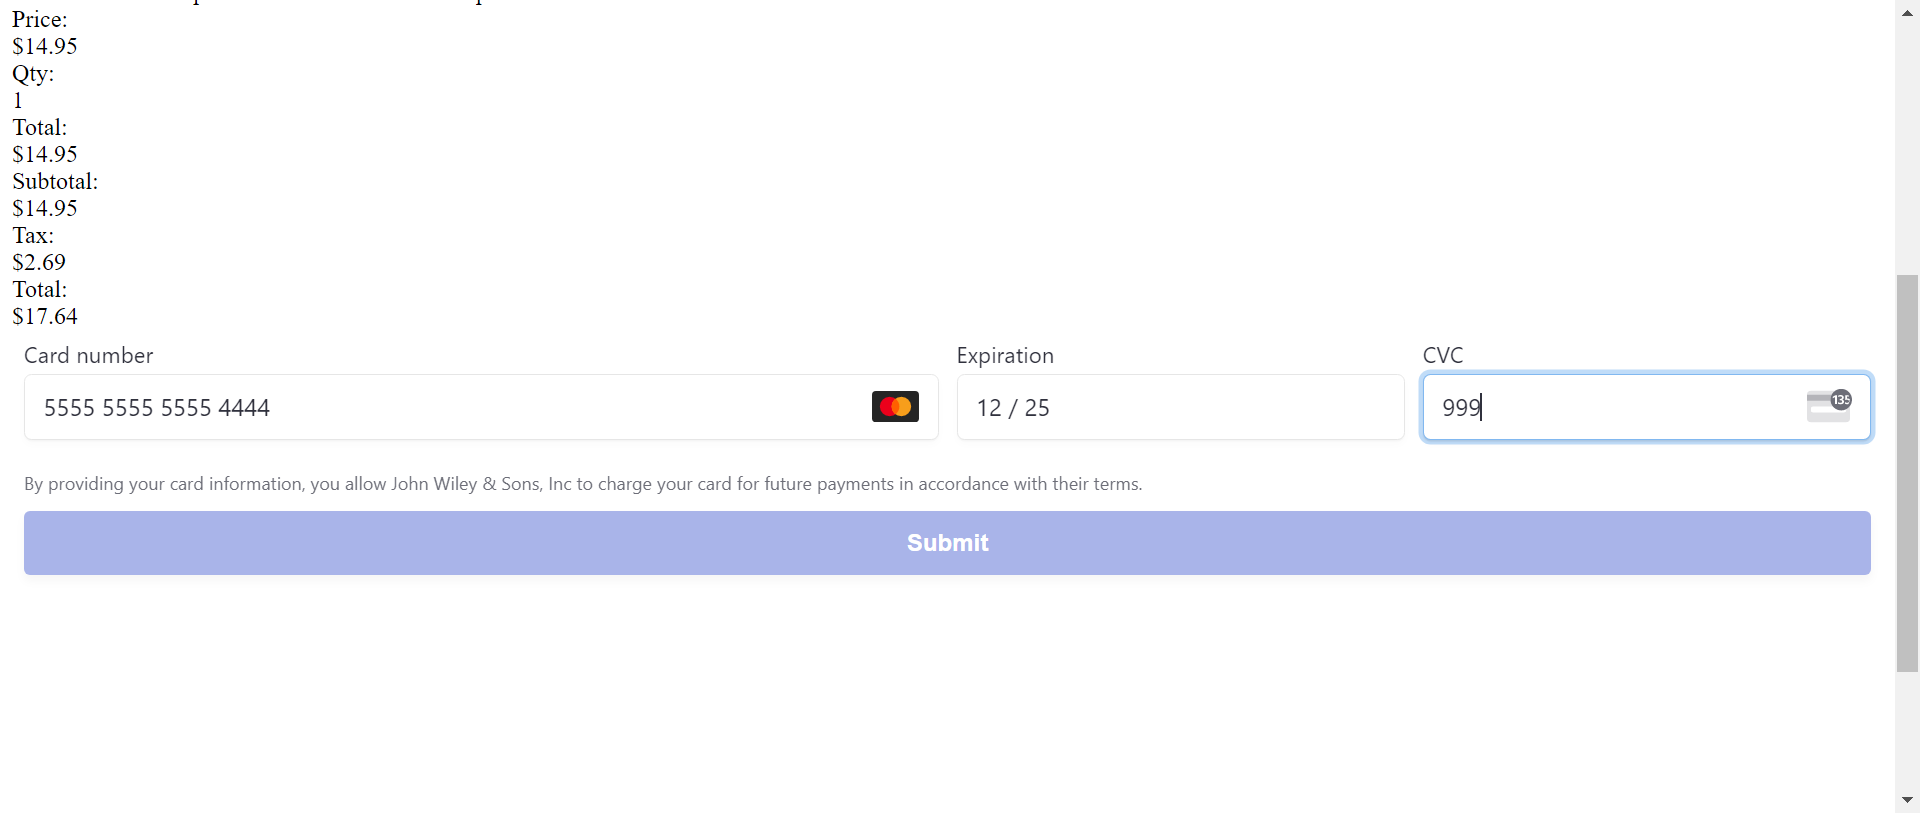 Price:
$14.95
Qty:
1
Total:
$14.95
Subtotal:
$14.95
Tax:
$2.69
Total:
$17.64
Card number Expiration CVC
5555 5555 5555 4444 12 / 25 999 135
By providing your card information, you allow John Wiley & Sons, Inc to charge your card for future payments in accordance with their terms.
Submit